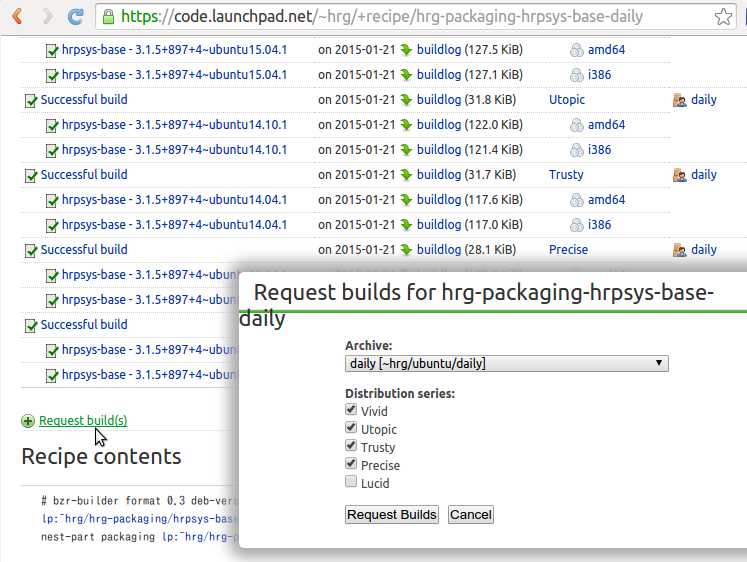 https://code.launchpad.net/~hrg/+recipe/hrg-packaging-hrpsys-base-daily
hrpsys-base - 3.1.5+897+4~ubuntu15.04.1 on 2015-01-21 buildlog (127.5 KiB) amd64
hrpsys-base - 3.1.5+897+4~ubuntu15.04.1 on 2015-01-21 buildlog (127.1 KiB) i386
Successful build on 2015-01-21 buildlog (31.8 KiB) Utopic daily
hrpsys-base - 3.1.5+897+4~ubuntu14.10.1 on 2015-01-21 buildlog (122.0 KiB) amd64
hrpsys-base - 3.1.5+897+4~ubuntu14.10.1 on 2015-01-21 buildlog (121.4 KiB) i386
Successful build on 2015-01-21 buildlog (31.7 KiB) Trusty daily
hrpsys-base - 3.1.5+897+4~ubuntu14.04.1 on 2015-01-21 buildlog (117.6 KiB) amd64
hrpsys-base - 3.1.5+897+4~ubuntu14.04.1 on 2015-01-21 buildlog (117.0 KiB) i386
Successful build on 2015-01-21 buildlog (28.1 KiB) Precise daily
hrpsys-base - 3.1.5+897+4~ubun
hrpsys-base - 3.1.5+897+4~ubun
Successful build
hrpsys-base - 3.1.5+897+4~ubun
hrpsys-base - 3.1.5+897+4~ubun
Request build(s)
Recipe contents
# bzr-builder format 0.3 deb-vers
lp:~hrg/hrg-packaging/hrpsys-base
nest-part packaging lp:~hrg/hrg-p
Request builds for hrg-packaging-hrpsys-base-
daily
Archive:
daily [~hrg/ubuntu/daily]
Distribution series:
Vivid
Utopic
Trusty
Precise
Lucid
Request Builds Cancel